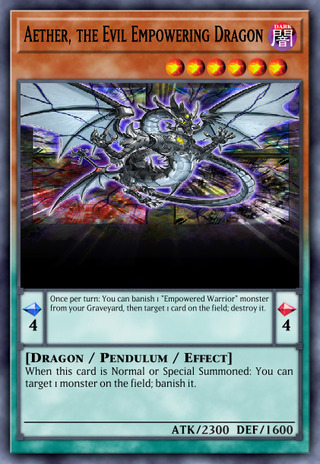 Aether, the Evil Empowering Dragon
DARK
闇
Once per turn: You can banish 1 "Empowered Warrior" monster
from your Graveyard, then target 1 card on the field; destroy it.
4
4
[Dragon / Pendulum / Effect]
When this card is Normal or Special Summoned: You can
target 1 monster on the field; banish it.
ATK/2300 DEF/1600